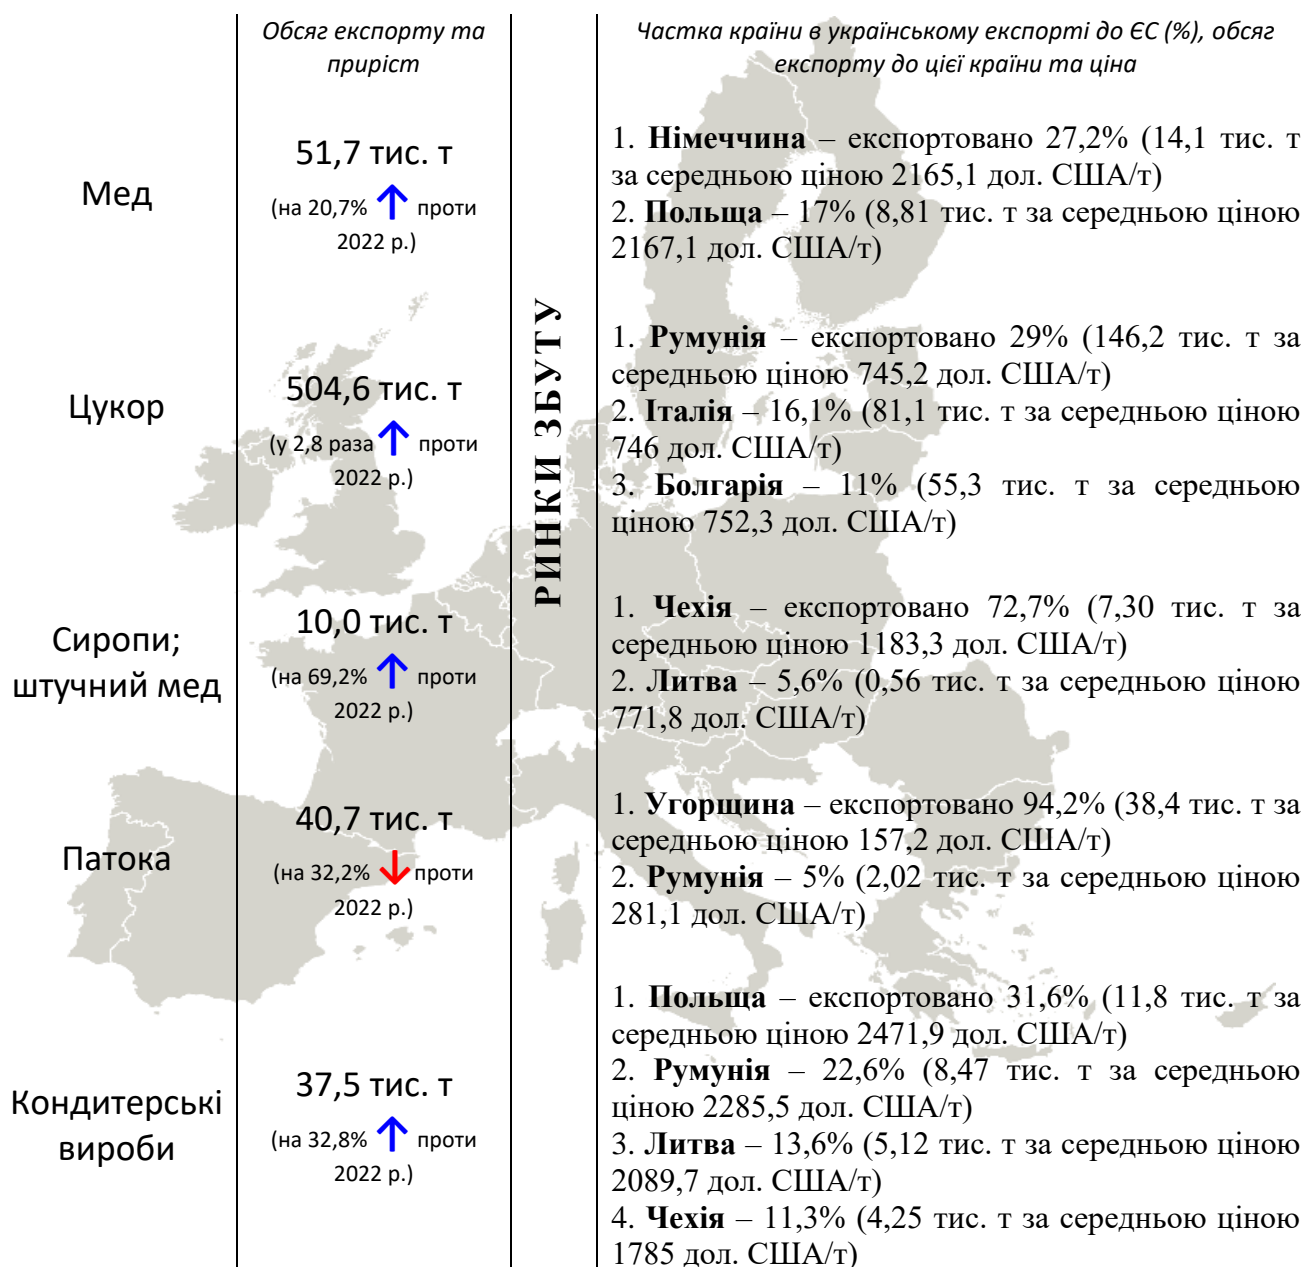 Обсяг експорту та
приріст
Частка країни в українському експорті до ЄС (%), обсяг
експорту до цієї країни та ціна
РИНКИ ЗБУТУ
Мед
51,7 тис. т
(на 20,7% ↑ проти
2022 р.)
1. Німеччина – експортовано 27,2% (14,1 тис. т
за середньою ціною 2165,1 дол. США/т)
2. Польща – 17% (8,81 тис. т за середньою ціною
2167,1 дол. США/т)
Цукор
504,6 тис. т
(у 2,8 раза ↑ проти
2022 р.)
1. Румунія – експортовано 29% (146,2 тис. т за
середньою ціною 745,2 дол. США/т)
2. Італія – 16,1% (81,1 тис. т за середньою ціною
746 дол. США/т)
3. Болгарія – 11% (55,3 тис. т за середньою
ціною 752,3 дол. США/т)
Сиропи;
штучний мед
10,0 тис. т
(на 69,2% ↑ проти
2022 р.)
1. Чехія – експортовано 72,7% (7,30 тис. т за
середньою ціною 1183,3 дол. США/т)
2. Литва – 5,6% (0,56 тис. т за середньою ціною
771,8 дол. США/т)
Патока
40,7 тис. т
(на 32,2% ↓ проти
2022 р.)
1. Угорщина – експортовано 94,2% (38,4 тис. т за
середньою ціною 157,2 дол. США/т)
2. Румунія – 5% (2,02 тис. т за середньою ціною
281,1 дол. США/т)
Кондитерські
вироби
37,5 тис. т
(на 32,8% ↑ проти
2022 р.)
1. Польща – експортовано 31,6% (11,8 тис. т за
середньою ціною 2471,9 дол. США/т)
2. Румунія – 22,6% (8,47 тис. т за середньою
ціною 2285,5 дол. США/т)
3. Литва – 13,6% (5,12 тис. т за середньою ціною
2089,7 дол. США/т)
4. Чехія – 11,3% (4,25 тис. т за середньою ціною
1785 дол. США/т)